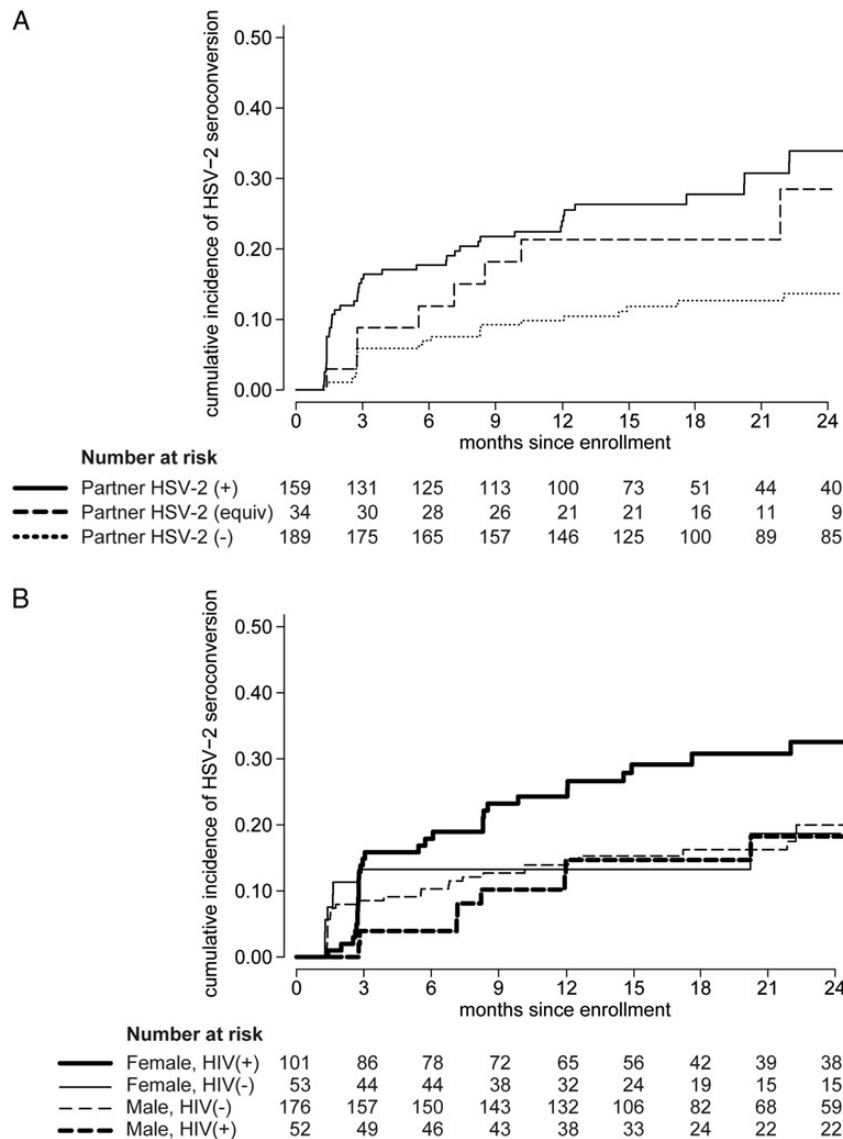 A
cumulative incidence of HSV-2 seroconversion
0.50
0.40
0.30
0.20
0.10
0.00
0 3 6 9 12 15 18 21 24
months since enrollment
Number at risk
Partner HSV-2 (+) 159 131 125 113 100 73 51 44 40
Partner HSV-2 (equiv) 34 30 28 26 21 21 16 11 9
Partner HSV-2 (-) 189 175 165 157 146 125 100 89 85
B
cumulative incidence of HSV-2 seroconversion
0.50
0.40
0.30
0.20
0.10
0.00
0 3 6 9 12 15 18 21 24
months since enrollment
Number at risk
Female, HIV(+) 101 86 78 72 65 56 42 39 38
Female, HIV(-) 53 44 44 38 32 24 19 15 15
Male, HIV(-) 176 157 150 143 132 106 82 68 59
Male, HIV(+) 52 49 46 43 38 33 24 22 22